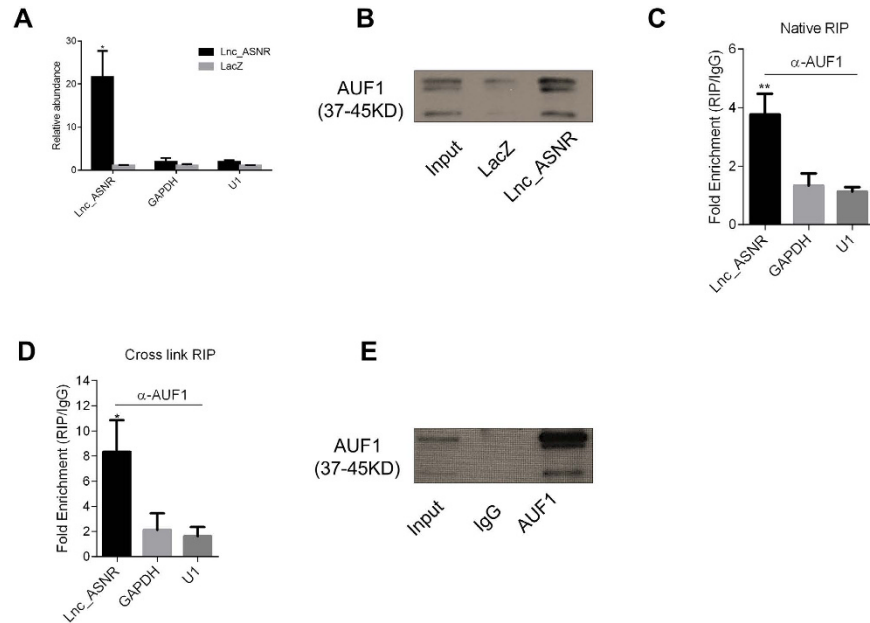 A
Relative abundance
30
20
10
0
*
Lnc_ASNR
LacZ
Lnc_ASNR
GAPDH
U1
B
AUF1
(37-45KD)
Input
LacZ
Lnc_ASNR
C
Native RIP
α-AUF1
Fold Enrichment (RIP/IgG)
6
4
2
0
**
Lnc_ASNR
GAPDH
U1
D
Cross link RIP
α-AUF1
Fold Enrichment (RIP/IgG)
14
12
10
8
6
4
2
0
*
Lnc_ASNR
GAPDH
U1
E
AUF1
(37-45KD)
Input
IgG
AUF1